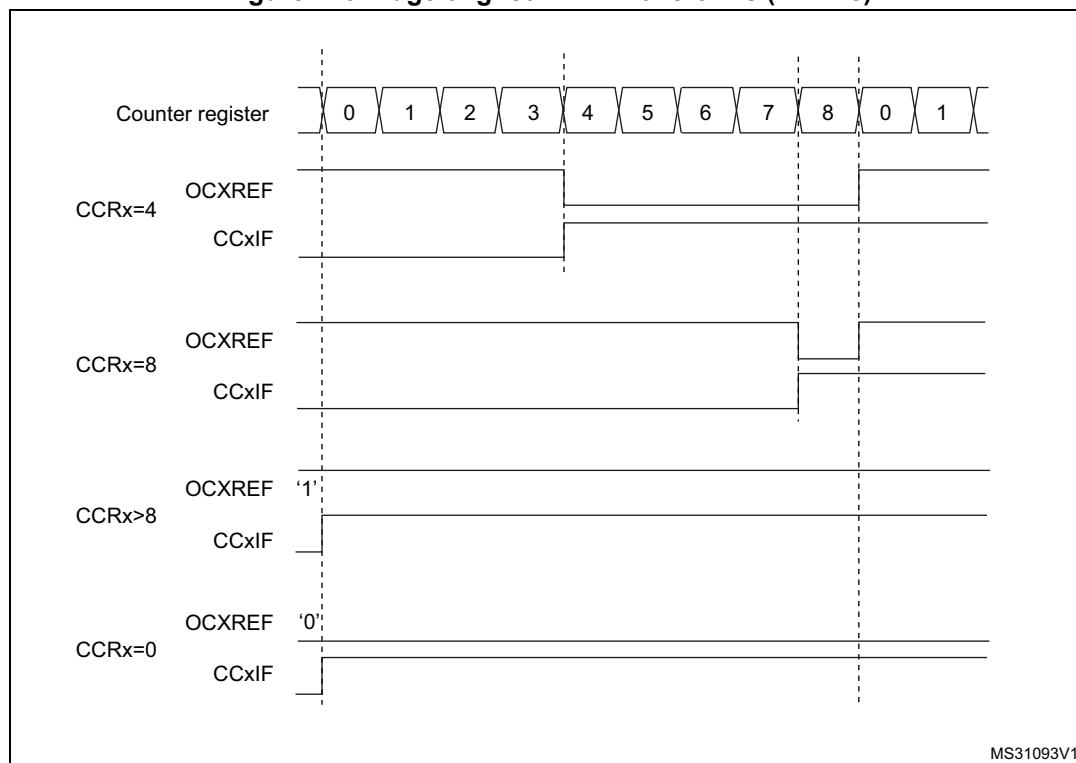 Counter register 0 1 2 3 4 5 6 7 8 0 1
OCXREF
CCRx=4
CCxIF
OCXREF
CCRx=8
CCxIF
OCXREF '1'
CCRx>8
CCxIF
OCXREF '0'
CCRx=0
CCxIF
MS31093V1